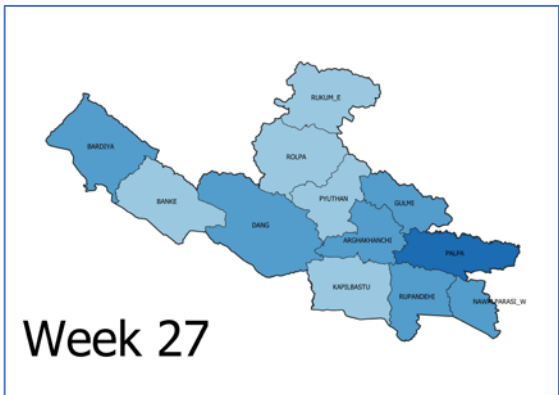 RUKUM_E
BARDIYA
ROLPA
PYUTHAN
BANKE
GULMI
DANG
ARGHAKHANCHI
PALPA
KAPILBASTU
RUPANDEHI
NAWALPARASI_W
Week 27